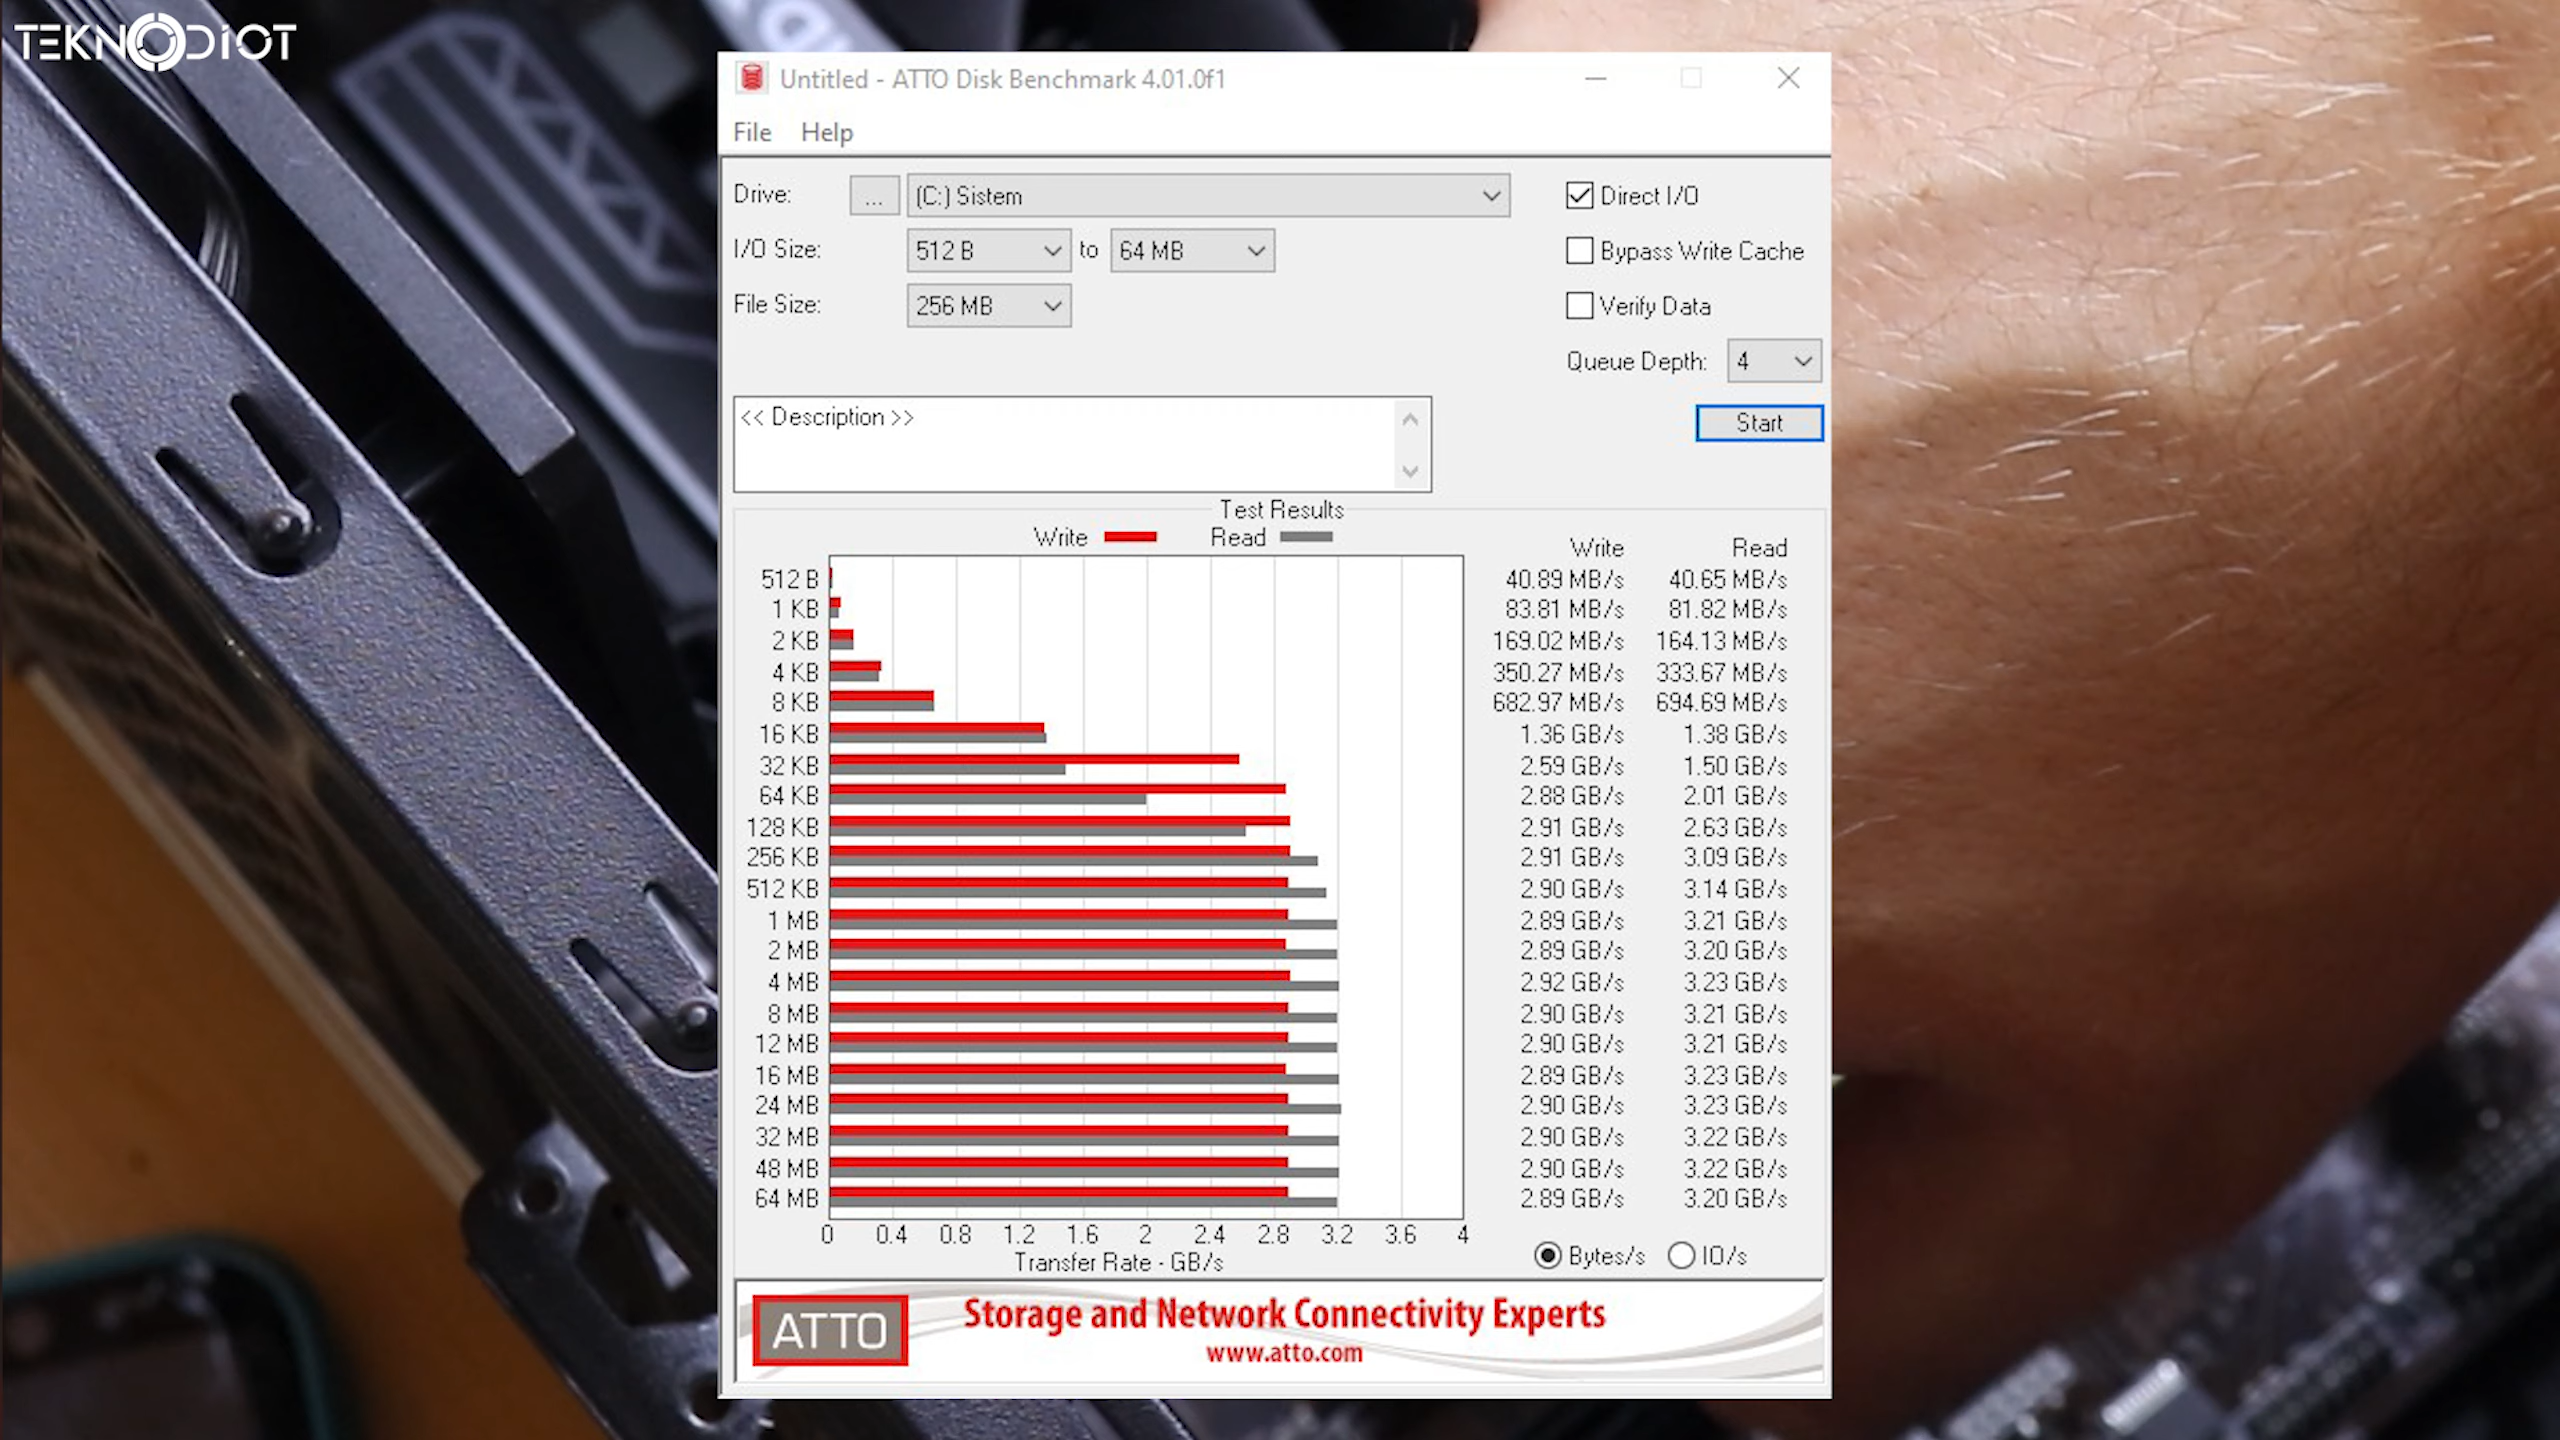 TEKNODIOT
Untitled - ATTO Disk Benchmark 4.01.0f1
File Help
Drive: ... (C:) Sistem
Direct I/O
I/O Size: 512 B to 64 MB
Bypass Write Cache
File Size: 256 MB
Verify Data
Queue Depth: 4
<< Description >>
Start
Test Results
Write Read
Write Read
512 B 40.89 MB/s 40.65 MB/s
1 KB 83.81 MB/s 81.82 MB/s
2 KB 169.02 MB/s 164.13 MB/s
4 KB 350.27 MB/s 333.67 MB/s
8 KB 682.97 MB/s 694.69 MB/s
16 KB 1.36 GB/s 1.38 GB/s
32 KB 2.59 GB/s 1.50 GB/s
64 KB 2.88 GB/s 2.01 GB/s
128 KB 2.91 GB/s 2.63 GB/s
256 KB 2.91 GB/s 3.09 GB/s
512 KB 2.90 GB/s 3.14 GB/s
1 MB 2.89 GB/s 3.21 GB/s
2 MB 2.89 GB/s 3.20 GB/s
4 MB 2.92 GB/s 3.23 GB/s
8 MB 2.90 GB/s 3.21 GB/s
12 MB 2.90 GB/s 3.21 GB/s
16 MB 2.89 GB/s 3.23 GB/s
24 MB 2.90 GB/s 3.23 GB/s
32 MB 2.90 GB/s 3.22 GB/s
48 MB 2.90 GB/s 3.22 GB/s
64 MB 2.89 GB/s 3.20 GB/s
0 0.4 0.8 1.2 1.6 2 2.4 2.8 3.2 3.6 4
Transfer Rate - GB/s
Bytes/s IO/s
ATTO
Storage and Network Connectivity Experts
www.atto.com